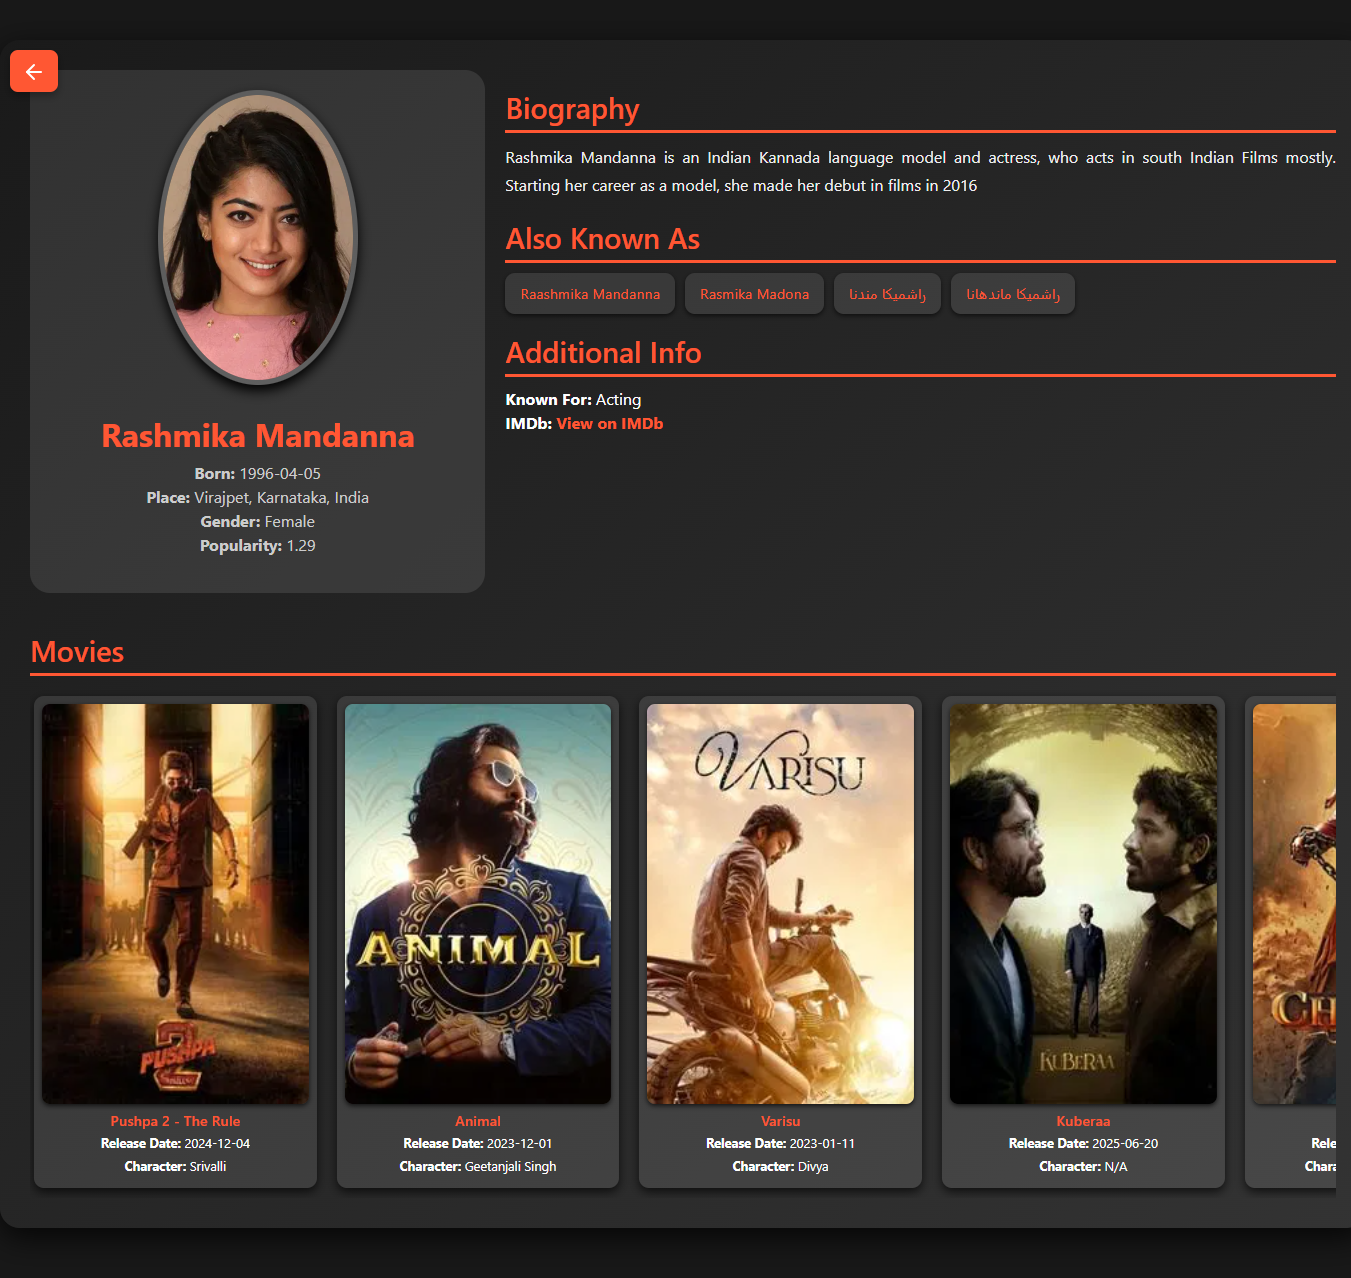 Biography
Rashmika Mandanna is an Indian Kannada language model and actress, who acts in south Indian Films mostly.
Starting her career as a model, she made her debut in films in 2016
Also Known As
Raashmika Mandanna
Rasmika Madona
راشمیکا مندنا
راشميكا ماندهانا
Additional Info
Known For: Acting
IMDb: View on IMDb
Rashmika Mandanna
Born: 1996-04-05
Place: Virajpet, Karnataka, India
Gender: Female
Popularity: 1.29
Movies
PUSHPA
2
ANIMAL
VARISU
KUBERAA
CH
Pushpa 2 - The Rule
Release Date: 2024-12-04
Character: Srivalli
Animal
Release Date: 2023-12-01
Character: Geetanjali Singh
Varisu
Release Date: 2023-01-11
Character: Divya
Kuberaa
Release Date: 2025-06-20
Character: N/A
Rele
Chara